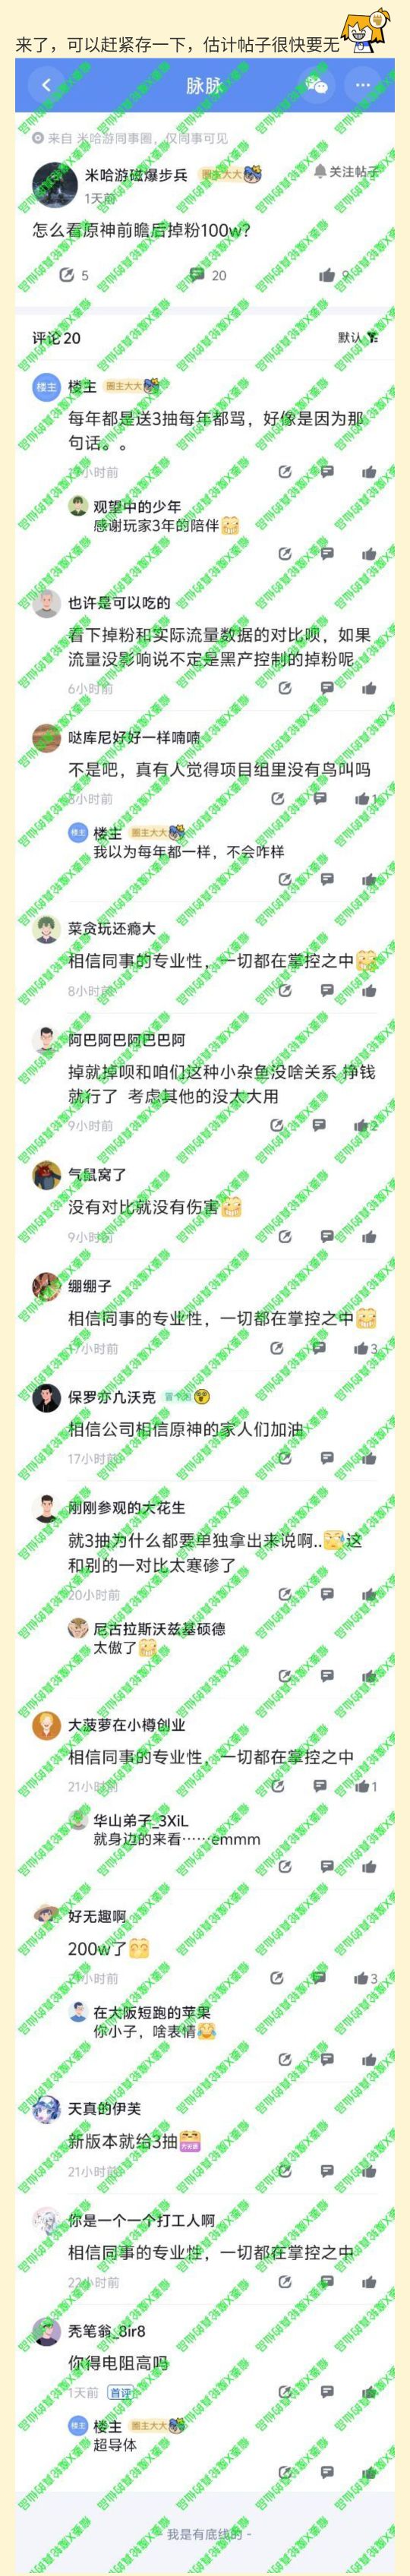 来了，可以赶紧存一下，估计帖子很快要无
脉脉
来自 米哈游同事圈，仅同事可见
米哈游磁爆步兵 圈主大大
关注帖子
1天前
怎么看原神前瞻后掉粉100w?
5 20 9
评论20 默认
楼主 楼主 圈主大大
每年都是送3抽每年都骂，好像是因为那
句话。。
小时前
观望中的少年
感谢玩家3年的陪伴
也许是可以吃的
看下掉粉和实际流量数据的对比呗，如果
流量没影响说不定是黑产控制的掉粉呢
6小时前
哒库尼好好一样喃喃
不是吧，真有人觉得项目组里没有鸟叫吗
小时前 1
楼主 楼主 圈主大大
我以为每年都一样，不会咋样
菜贪玩还瘾大
相信同事的专业性，一切都在掌控之中
8小时前
阿巴阿巴阿巴巴阿
掉就掉呗和咱们这种小杂鱼没啥关系 挣钱
就行了 考虑其他的没太大用
9小时前 2
气鼠窝了
没有对比就没有伤害
9小时前
绷绷子
相信同事的专业性，一切都在掌控之中
17小时前 3
保罗亦几沃克
相信公司相信原神的家人们加油
17小时前
刚刚参观的大花生
就3抽为什么都要单独拿出来说啊..这
和别的一对比太寒碜了
20小时前
尼古拉斯沃兹基硕德
太傲了
大菠萝在小樽创业
相信同事的专业性，一切都在掌控之中
21小时前 1
华山弟子_3XiL
就身边的来看……emmm
好无趣啊
200w了
21小时前 3
在大阪短跑的苹果
你小子，啥表情
天真的伊芙
新版本就给3抽
21小时前
你是一个一个打工人啊
相信同事的专业性，一切都在掌控之中
22小时前
秃笔翁_8ir8
你得电阻高吗
1天前 首评
楼主 楼主 圈主大大
超导体
- 我是有底线的 -